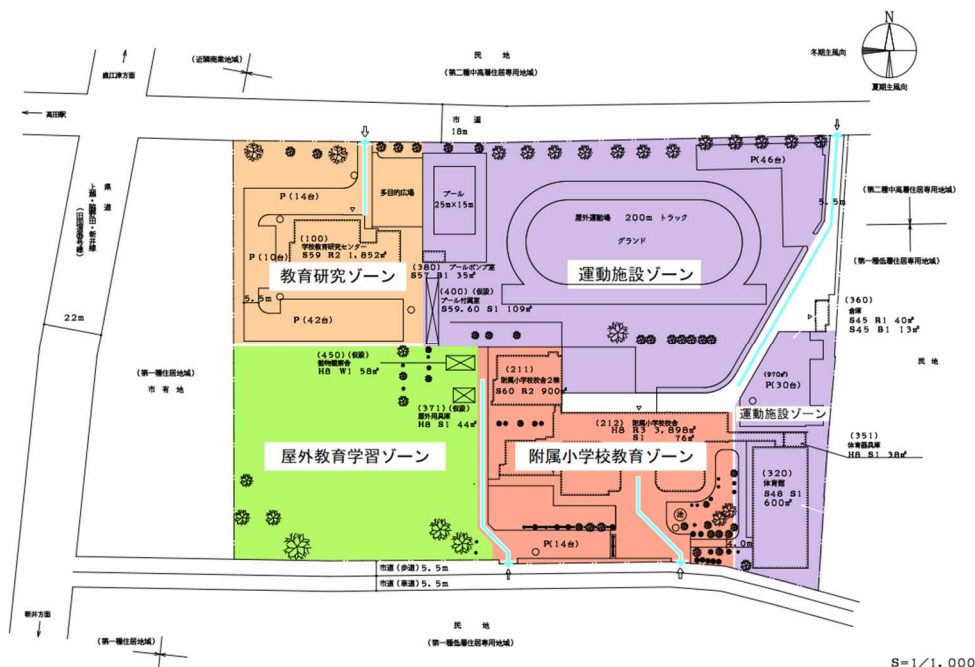 N
冬期主風向
夏期主風向
民 地
(近隣商業地域)
(第二種中高層住居専用地域)
直江津方面
高田駅
市 道
18m
県 道
22m
P(46台)
5.5m
(第二種中高層住居専用地域)
(第一種低層住居専用地域)
P(14台)
多目的広場
プール
25m×15m
屋外運動場 200m トラック
グランド
(100)
学校教育研究センター
S59 R2 1,852㎡
P(10台)
教育研究ゾーン
(380) プールポンプ室
S57 B1 35㎡
(400)(仮設)
プール付属室
S59.60 S1 109㎡
運動施設ゾーン
5.5m
P(42台)
(360)
倉庫
S45 R1 40㎡
S45 B1 13㎡
民 地
(第一種住居地域)
市 有 地
(450)(仮設)
動物観察舎
H8 W1 58㎡
(211)
附属小学校校舎2棟
S60 R2 900㎡
(970㎡)
P(30台)
(371)(仮設)
屋外用具庫
H8 S1 44㎡
(212) 附属小学校校舎
H8 R3 3,898㎡
S1 76㎡
運動施設ゾーン
(351)
体育器具庫
H8 S1 38㎡
屋外教育学習ゾーン
附属小学校教育ゾーン
(320)
体育館
S48 S1
600㎡
P(14台)
4.0m
市道(歩道)5.5m
市道(車道)5.5m
新井方面
民 地
(第一種住居地域)
(第一種低層住居専用地域)
S=1/1,000